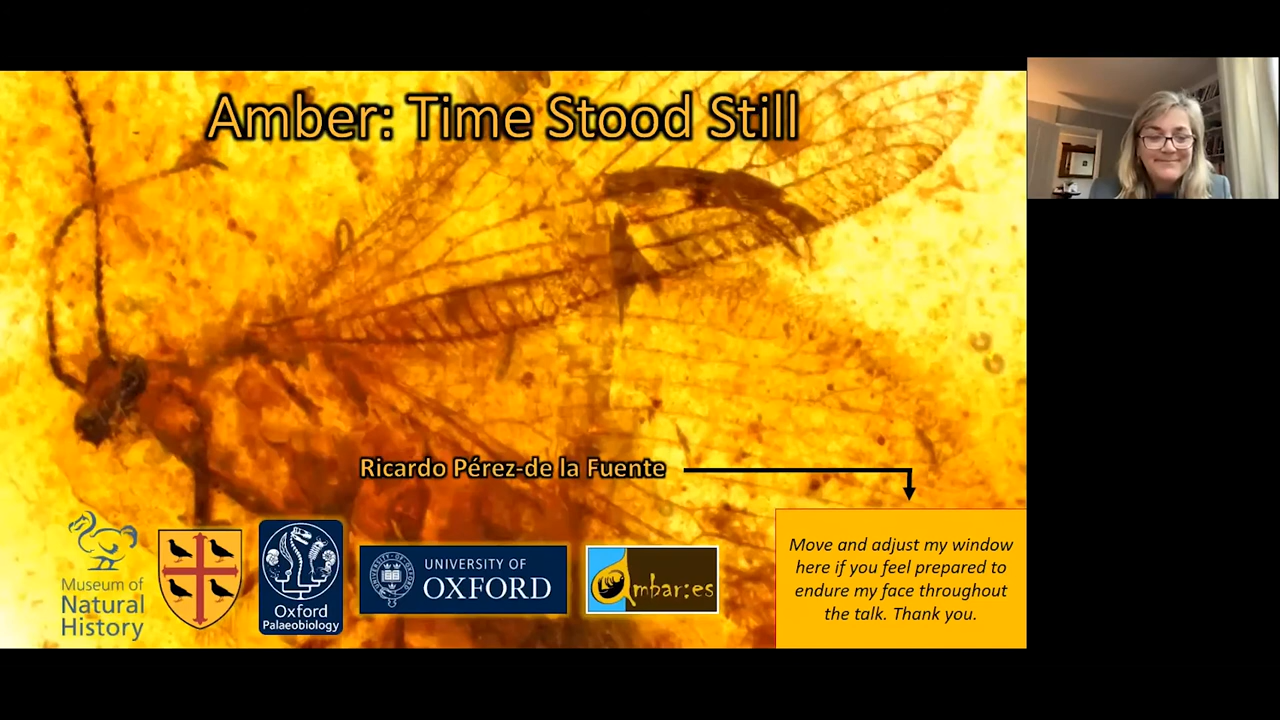 Amber: Time Stood Still
Ricardo Pérez-de la Fuente
Move and adjust my window
here if you feel prepared to
endure my face throughout
the talk. Thank you.
Museum of
Natural
History
Oxford
Palaeobiology
UNIVERSITY OF
OXFORD
ambar:es